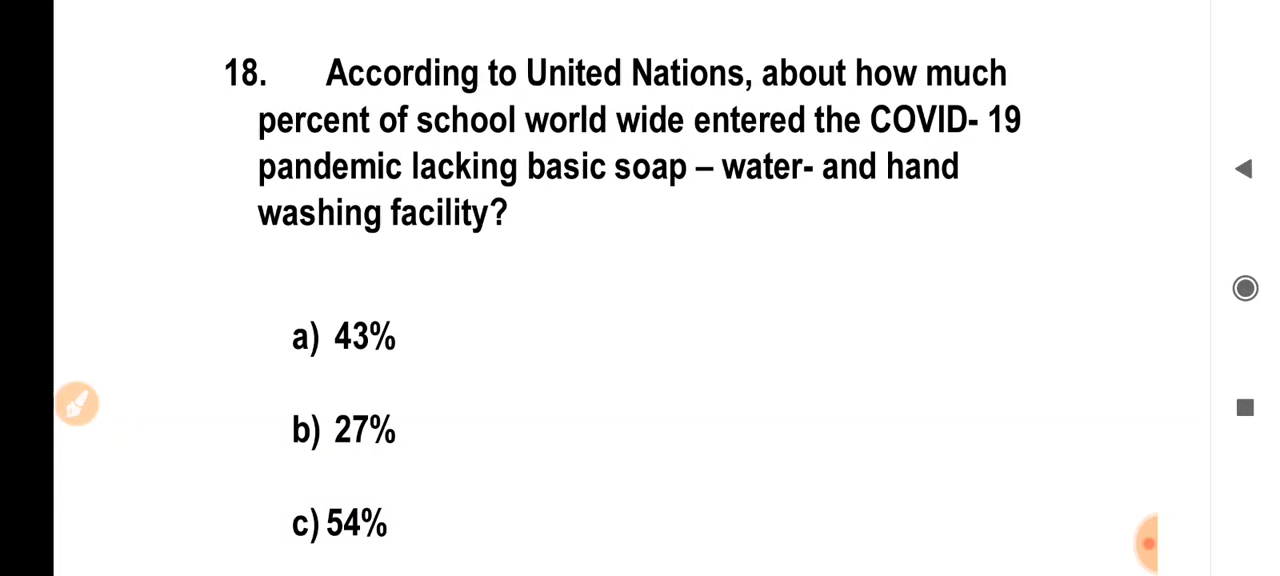 18. According to United Nations, about how much
percent of school world wide entered the COVID- 19
pandemic lacking basic soap – water- and hand
washing facility?
a) 43%
b) 27%
c) 54%